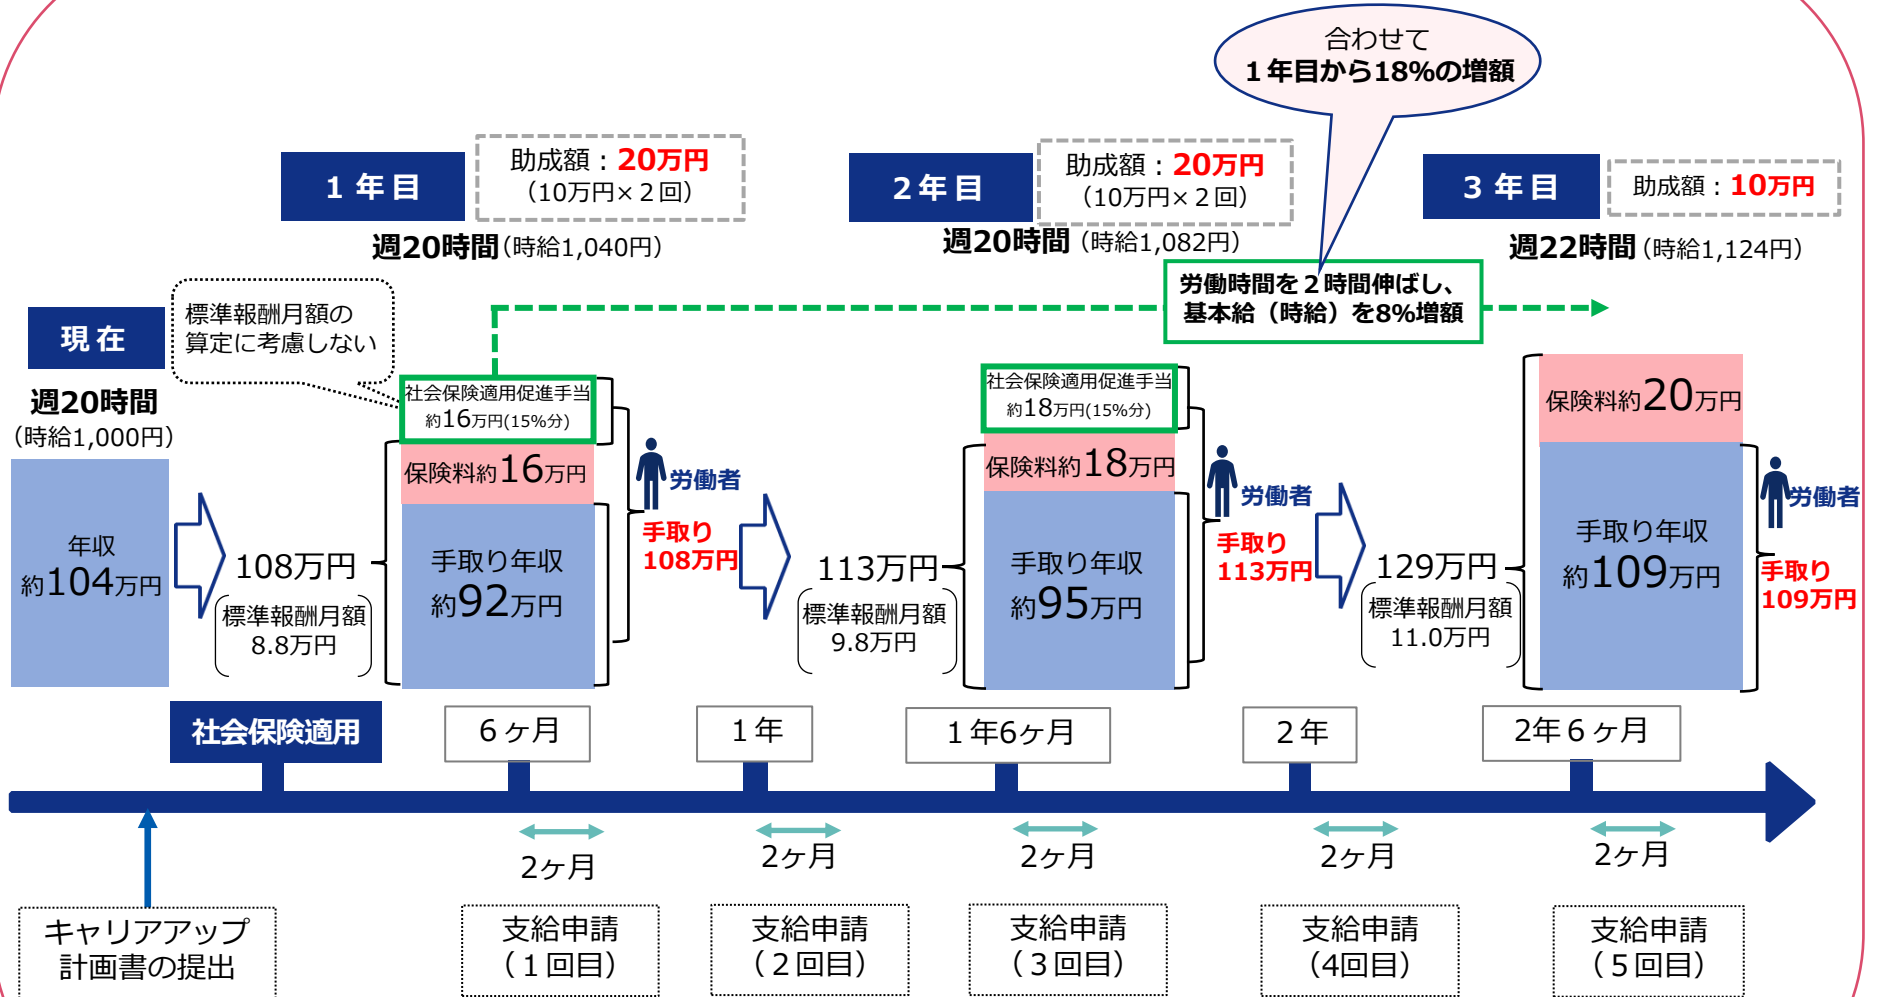 合わせて
１年目から18%の増額
１年目
助成額：20万円
（10万円×２回）
週20時間（時給1,040円）
２年目
助成額：20万円
（10万円×２回）
週20時間（時給1,082円）
３年目
助成額：10万円
週22時間（時給1,124円）
労働時間を２時間伸ばし、
基本給（時給）を8%増額
現在
週20時間
（時給1,000円）
年収
約104万円
標準報酬月額の
算定に考慮しない
社会保険適用促進手当
約16万円(15%分)
保険料約16万円
手取り年収
約92万円
108万円
標準報酬月額
8.8万円
労働者
手取り
108万円
社会保険適用促進手当
約18万円(15%分)
保険料約18万円
手取り年収
約95万円
113万円
標準報酬月額
9.8万円
労働者
手取り
113万円
保険料約20万円
手取り年収
約109万円
129万円
標準報酬月額
11.0万円
労働者
手取り
109万円
社会保険適用
６ヶ月
１年
１年6ヶ月
２年
2年６ヶ月
2ヶ月
2ヶ月
2ヶ月
2ヶ月
2ヶ月
キャリアアップ
計画書の提出
支給申請
（１回目）
支給申請
（２回目）
支給申請
（３回目）
支給申請
（4回目）
支給申請
（５回目）